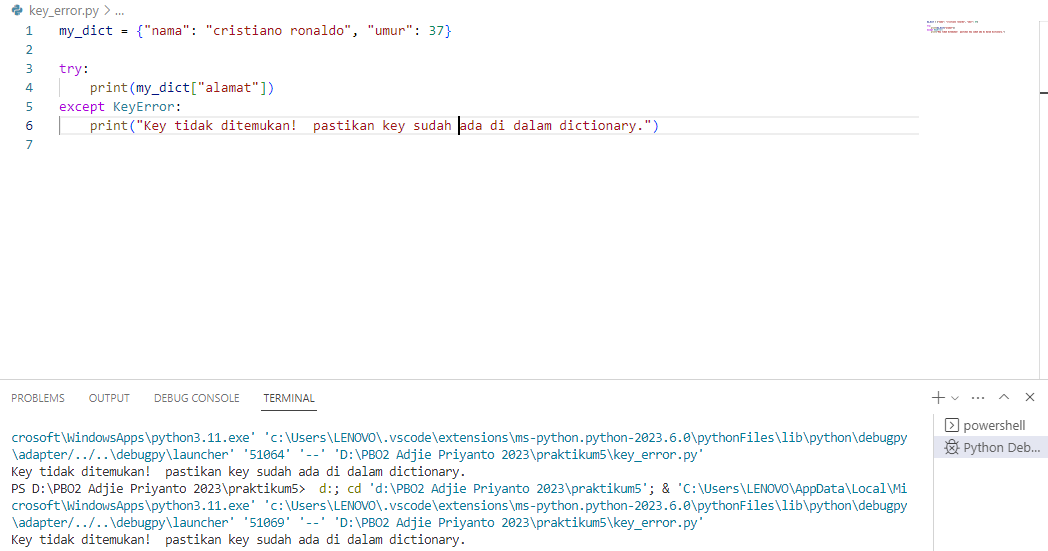 key_error.py > ...
1 my_dict = {"nama": "cristiano ronaldo", "umur": 37}
2
3 try:
4     print(my_dict["alamat"])
5 except KeyError:
6     print("Key tidak ditemukan!  pastikan key sudah ada di dalam dictionary.")
7
PROBLEMS OUTPUT DEBUG CONSOLE TERMINAL
powershell
Python Deb...
crosoft\WindowsApps\python3.11.exe' 'c:\Users\LENOVO\.vscode\extensions\ms-python.python-2023.6.0\pythonFiles\lib\python\debugpy
\adapter/../..\debugpy\launcher' '51064' '--' 'D:\PBO2 Adjie Priyanto 2023\praktikum5\key_error.py'
Key tidak ditemukan!  pastikan key sudah ada di dalam dictionary.
PS D:\PBO2 Adjie Priyanto 2023\praktikum5>  d:; cd 'd:\PBO2 Adjie Priyanto 2023\praktikum5'; & 'C:\Users\LENOVO\AppData\Local\Mi
crosoft\WindowsApps\python3.11.exe' 'c:\Users\LENOVO\.vscode\extensions\ms-python.python-2023.6.0\pythonFiles\lib\python\debugpy
\adapter/../..\debugpy\launcher' '51069' '--' 'D:\PBO2 Adjie Priyanto 2023\praktikum5\key_error.py'
Key tidak ditemukan!  pastikan key sudah ada di dalam dictionary.